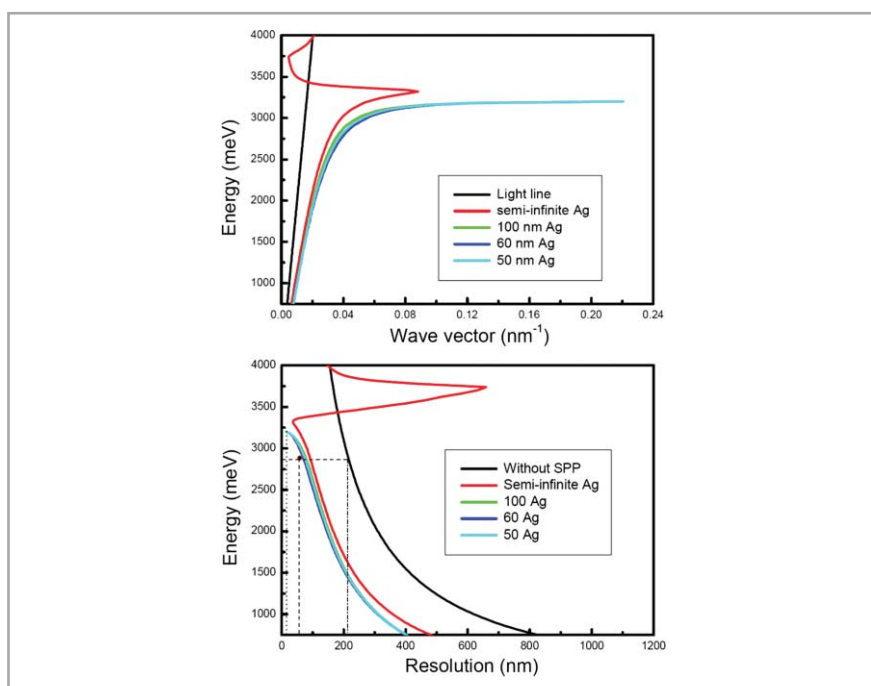 4000
3500
3000
2500
2000
1500
1000
Energy (meV)
Light line
semi-infinite Ag
100 nm Ag
60 nm Ag
50 nm Ag
0.00 0.04 0.08 0.12 0.16 0.20 0.24
Wave vector (nm⁻¹)
4000
3500
3000
2500
2000
1500
1000
Energy (meV)
Without SPP
Semi-infinite Ag
100 Ag
60 Ag
50 Ag
0 200 400 600 800 1000 1200
Resolution (nm)